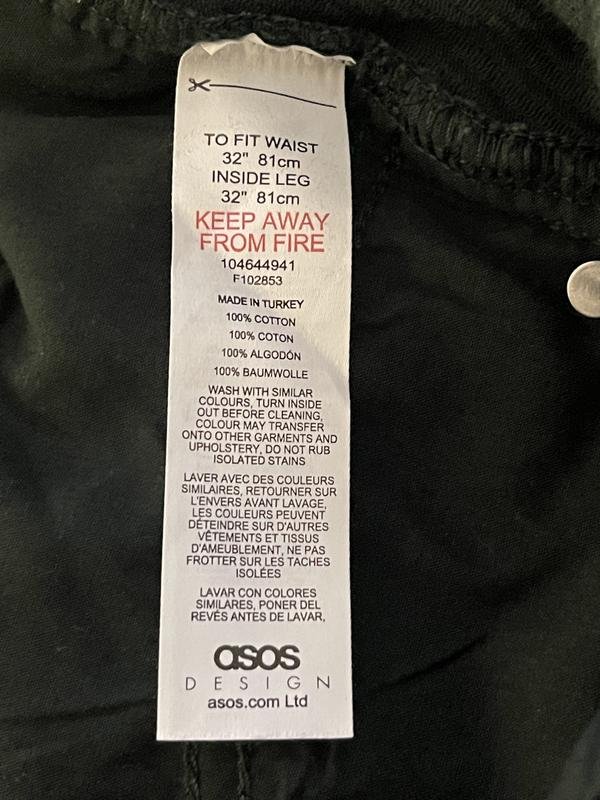 TO FIT WAIST
32" 81cm
INSIDE LEG
32" 81cm
KEEP AWAY
FROM FIRE
104644941
F102853
MADE IN TURKEY
100% COTTON
100% COTON
100% ALGODÓN
100% BAUMWOLLE
WASH WITH SIMILAR
COLOURS, TURN INSIDE
OUT BEFORE CLEANING,
COLOUR MAY TRANSFER
ONTO OTHER GARMENTS AND
UPHOLSTERY, DO NOT RUB
ISOLATED STAINS
LAVER AVEC DES COULEURS
SIMILAIRES, RETOURNER SUR
L'ENVERS AVANT LAVAGE,
LES COULEURS PEUVENT
DÉTEINDRE SUR D'AUTRES
VÊTEMENTS ET TISSUS
D'AMEUBLEMENT, NE PAS
FROTTER SUR LES TACHES
ISOLÉES
LAVAR CON COLORES
SIMILARES, PONER DEL
REVÉS ANTES DE LAVAR,
asos
DESIGN
asos.com Ltd